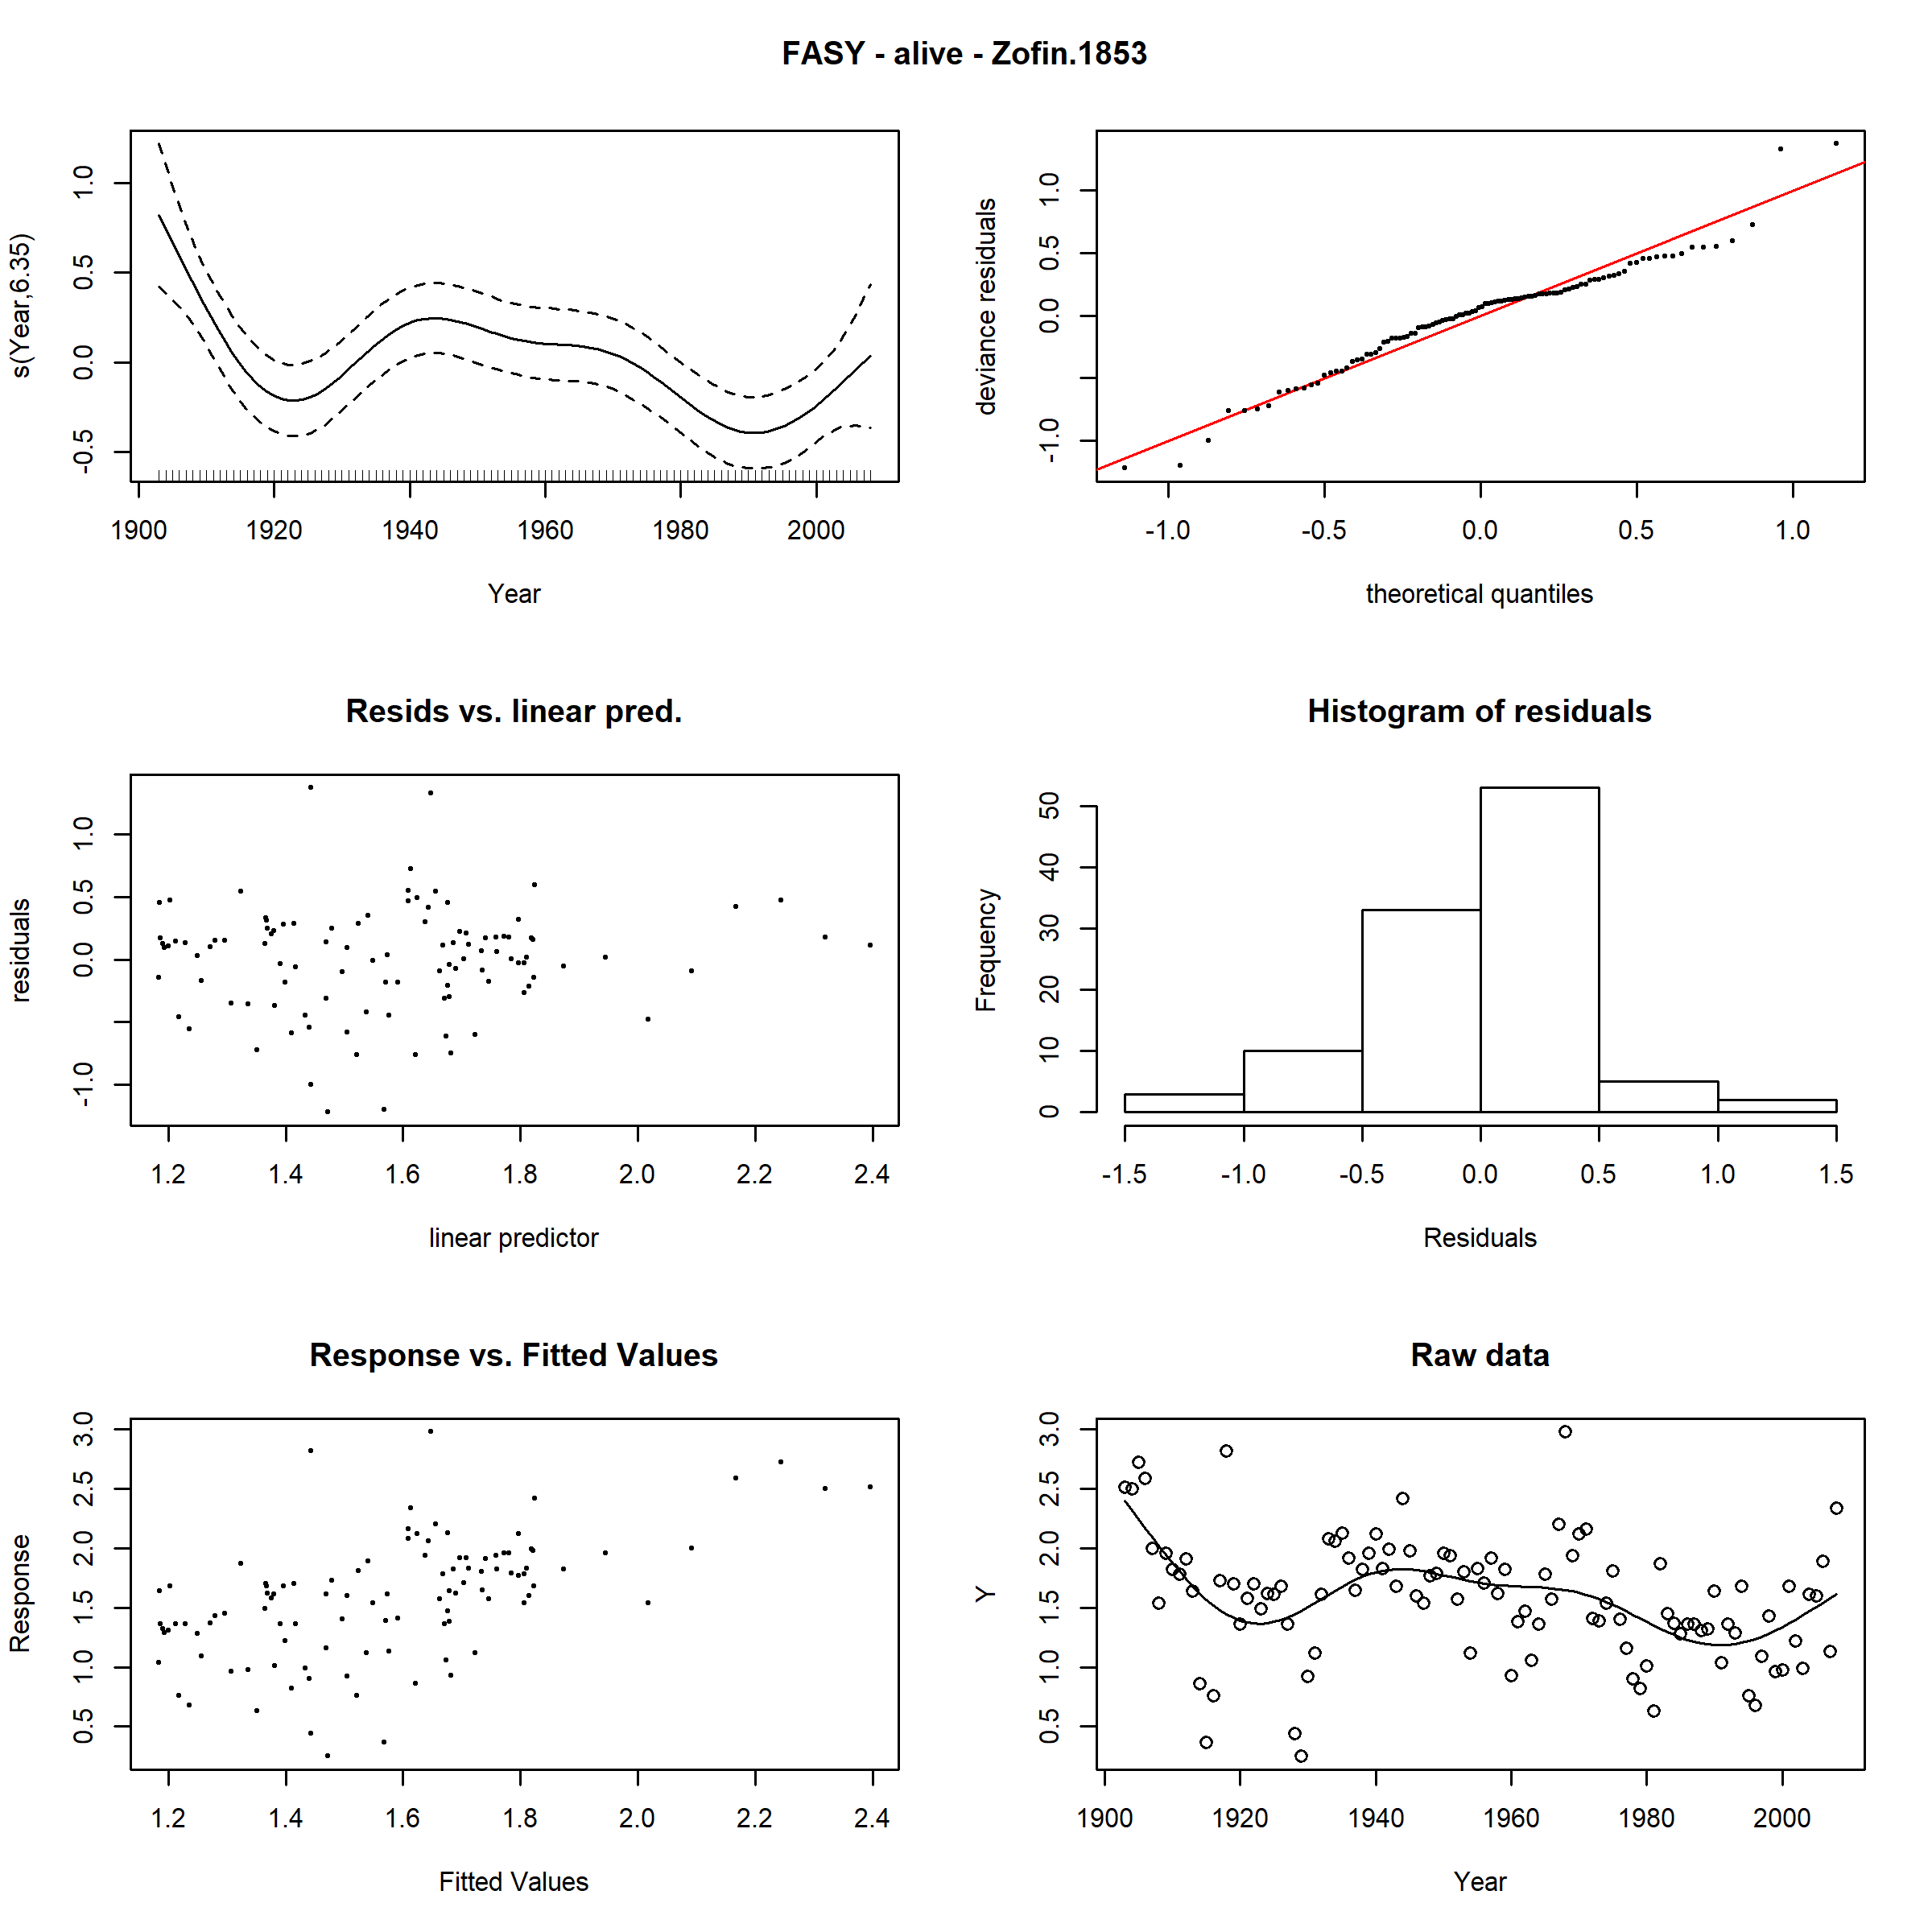 FASY - alive - Zofin.1853
s(Year,6.35)
1.0
0.5
0.0
-0.5
1900 1920 1940 1960 1980 2000
Year
deviance residuals
1.0
0.5
0.0
-1.0
-1.0 -0.5 0.0 0.5 1.0
theoretical quantiles
Resids vs. linear pred.
residuals
1.0
0.5
0.0
-1.0
1.2 1.4 1.6 1.8 2.0 2.2 2.4
linear predictor
Histogram of residuals
Frequency
50
40
30
20
10
0
-1.5 -1.0 -0.5 0.0 0.5 1.0 1.5
Residuals
Response vs. Fitted Values
Response
3.0
2.5
2.0
1.5
1.0
0.5
1.2 1.4 1.6 1.8 2.0 2.2 2.4
Fitted Values
Raw data
Y
3.0
2.5
2.0
1.5
1.0
0.5
1900 1920 1940 1960 1980 2000
Year